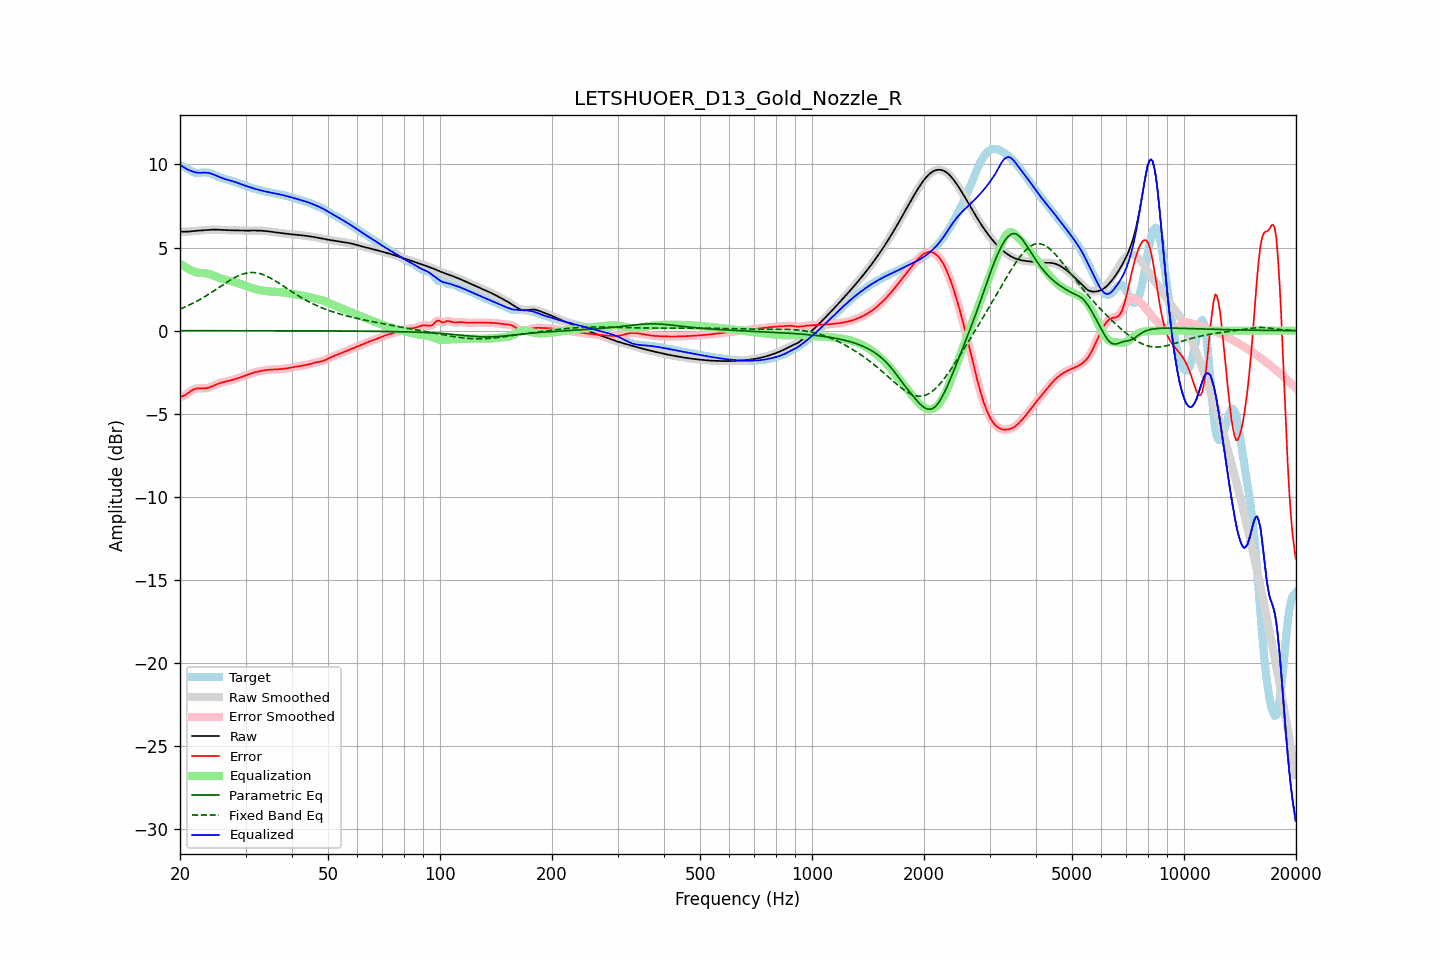 LETSHUOER_D13_Gold_Nozzle_R
10
5
0
−5
−10
−15
−20
−25
−30
Amplitude (dBr)
Target
Raw Smoothed
Error Smoothed
Raw
Error
Equalization
Parametric Eq
Fixed Band Eq
Equalized
20 50 100 200 500 1000 2000 5000 10000 20000
Frequency (Hz)